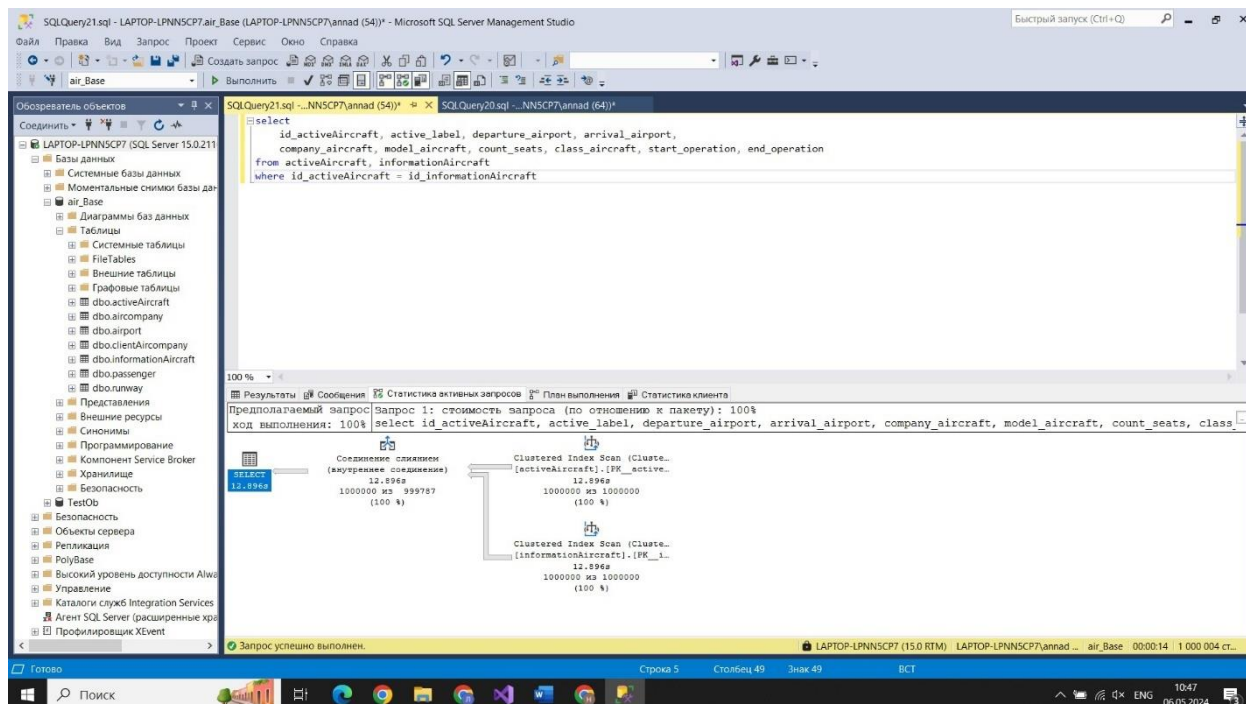 SQLQuery21.sql - LAPTOP-LPNN5CP7.air_Base (LAPTOP-LPNN5CP7\annad (54))* - Microsoft SQL Server Management Studio
Быстрый запуск (Ctrl+Q)
Файл Правка Вид Запрос Проект Сервис Окно Справка
Создать запрос
air_Base
Выполнить
Обозреватель объектов
SQLQuery21.sql -...NN5CP7\annad (54))*
SQLQuery20.sql -...NN5CP7\annad (64))*
Соединить
LAPTOP-LPNN5CP7 (SQL Server 15.0.211
Базы данных
Системные базы данных
Моментальные снимки базы дан
air_Base
Диаграммы баз данных
Таблицы
Системные таблицы
FileTables
Внешние таблицы
Графовые таблицы
dbo.activeAircraft
dbo.aircompany
dbo.airport
dbo.clientAircompany
dbo.informationAircraft
dbo.passenger
dbo.runway
Представления
Внешние ресурсы
Синонимы
Программирование
Компонент Service Broker
Хранилище
Безопасность
TestOb
Безопасность
Объекты сервера
Репликация
PolyBase
Высокий уровень доступности Alwa
Управление
Каталоги служб Integration Services
Агент SQL Server (расширенные хра
Профилировщик XEvent
select
id_activeAircraft, active_label, departure_airport, arrival_airport,
company_aircraft, model_aircraft, count_seats, class_aircraft, start_operation, end_operation
from activeAircraft, informationAircraft
where id_activeAircraft = id_informationAircraft
100 %
Результаты Сообщения Статистика активных запросов План выполнения Статистика клиента
Предполагаемый запрос
ход выполнения: 100%
Запрос 1: стоимость запроса (по отношению к пакету): 100%
select id_activeAircraft, active_label, departure_airport, arrival_airport, company_aircraft, model_aircraft, count_seats, class_
SELECT
12.896s
Соединение слиянием
(внутреннее соединение)
12.896s
1000000 из 999787
(100 %)
Clustered Index Scan (Cluste…
[activeAircraft].[PK__active…
12.896s
1000000 из 1000000
(100 %)
Clustered Index Scan (Cluste…
[informationAircraft].[PK__i…
12.896s
1000000 из 1000000
(100 %)
Запрос успешно выполнен.
LAPTOP-LPNN5CP7 (15.0 RTM)
LAPTOP-LPNN5CP7\annad ...
air_Base
00:00:14
1 000 004 ст...
Готово
Строка 5
Столбец 49
Знак 49
ВСТ
Поиск
ENG
10:47
06.05.2024